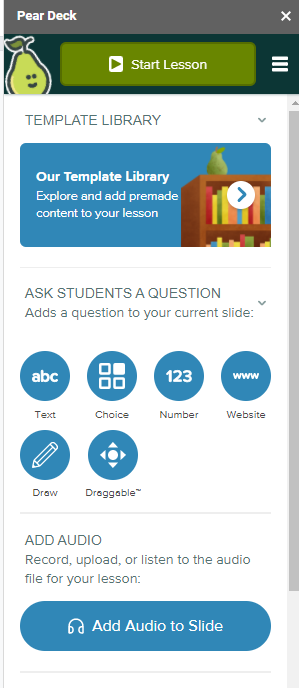 Pear Deck
Start Lesson
TEMPLATE LIBRARY
Our Template Library
Explore and add premade
content to your lesson
ASK STUDENTS A QUESTION
Adds a question to your current slide:
abc
123
www
Text
Choice
Number
Website
Draw
Draggable™
ADD AUDIO
Record, upload, or listen to the audio
file for your lesson:
Add Audio to Slide